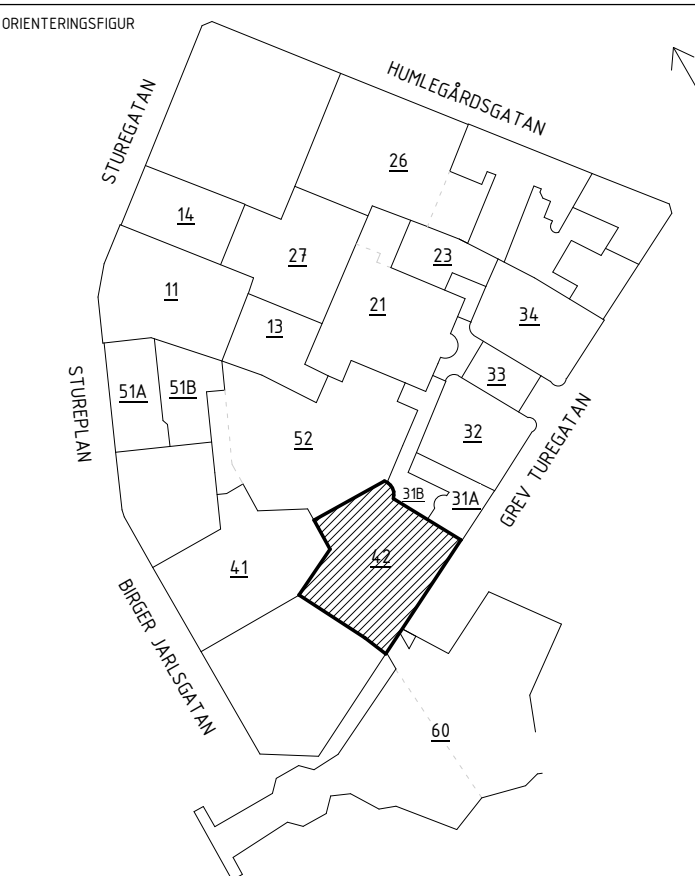 ORIENTERINGSFIGUR
HUMLEGÅRDSGATAN
STUREGATAN
26
14
23
27
11
21
34
13
33
51A
51B
STUREPLAN
52
32
GREV TUREGATAN
31B
31A
42
41
BIRGER JARLSGATAN
60